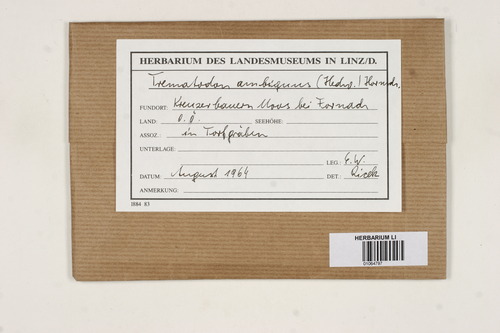 HERBARIUM DES LANDESMUSEUMS IN LINZ/D.
Trematodon ambiguus (Hedw.) Hornsch.
FUNDORT: Kreuzerbauern Moos bei Fornach
LAND: O.Ö. SEEHÖHE:
ASSOZ.: in Torfgräben
UNTERLAGE:
LEG.: E.W.
DATUM: August 1964 DET.: Ricek
ANMERKUNG:
1884 83
HERBARIUM LI